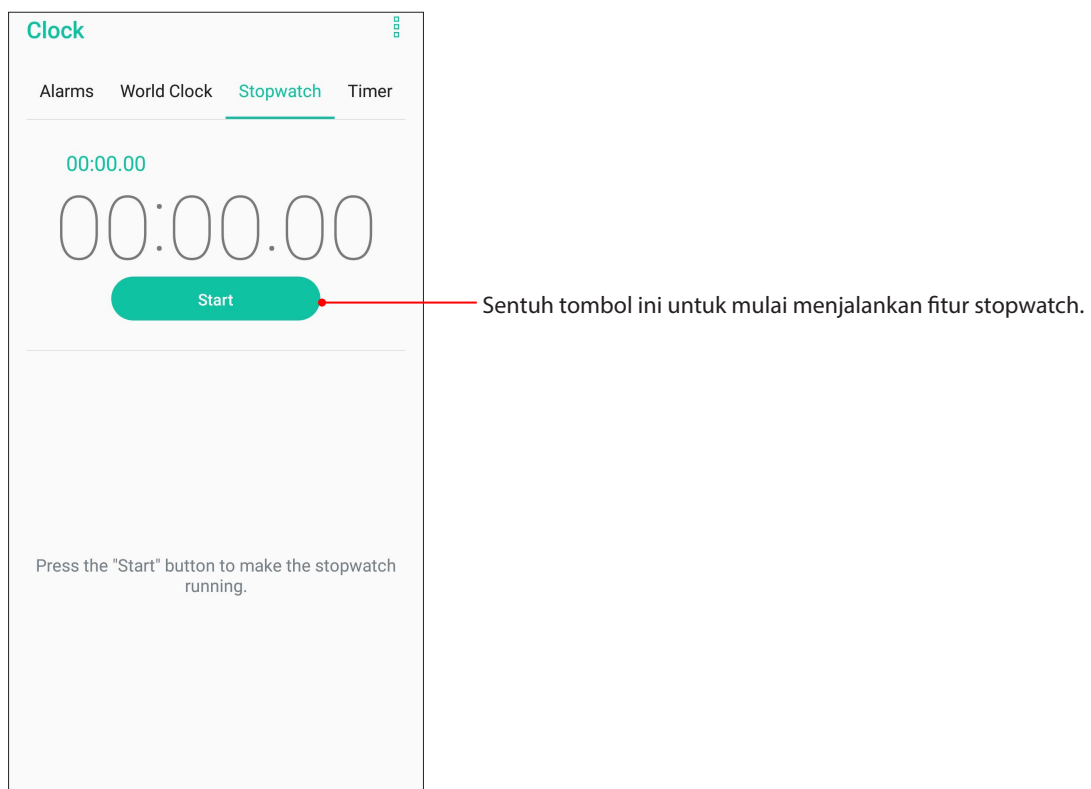 Clock
Alarms World Clock Stopwatch Timer
00:00.00
00:00.00
Start
Sentuh tombol ini untuk mulai menjalankan fitur stopwatch.
Press the "Start" button to make the stopwatch
running.